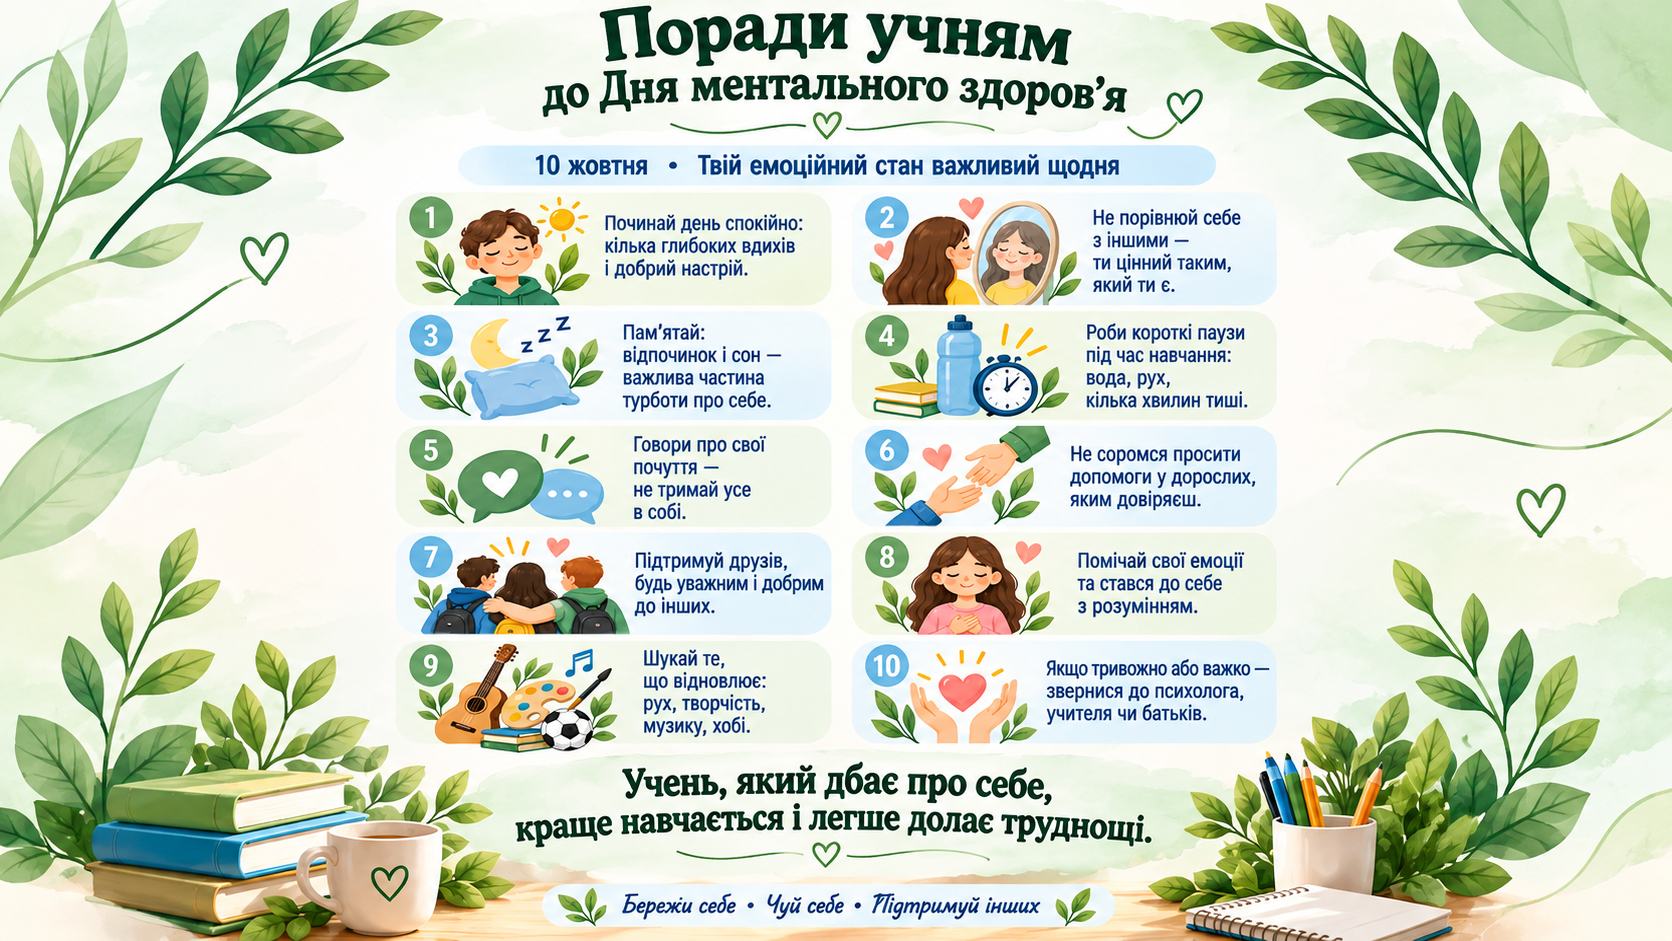 Поради учням
до Дня ментального здоров’я
10 жовтня • Твій емоційний стан важливий щодня
1
Починай день спокійно:
кілька глибоких вдихів
і добрий настрій.
2
Не порівнюй себе
з іншими —
ти цінний таким,
який ти є.
3
z z z
Пам’ятай:
відпочинок і сон —
важлива частина
турботи про себе.
4
Роби короткі паузи
під час навчання:
вода, рух,
кілька хвилин тиші.
5
Говори про свої
почуття —
не тримай усе
в собі.
6
Не соромся просити
допомоги у дорослих,
яким довіряєш.
7
Підтримуй друзів,
будь уважним і добрим
до інших.
8
Помічай свої емоції
та стався до себе
з розумінням.
9
Шукай те,
що відновлює:
рух, творчість,
музику, хобі.
10
Якщо тривожно або важко —
звернися до психолога,
учителя чи батьків.
Учень, який дбає про себе,
краще навчається і легше долає труднощі.
Бережи себе • Чуй себе • Підтримуй інших